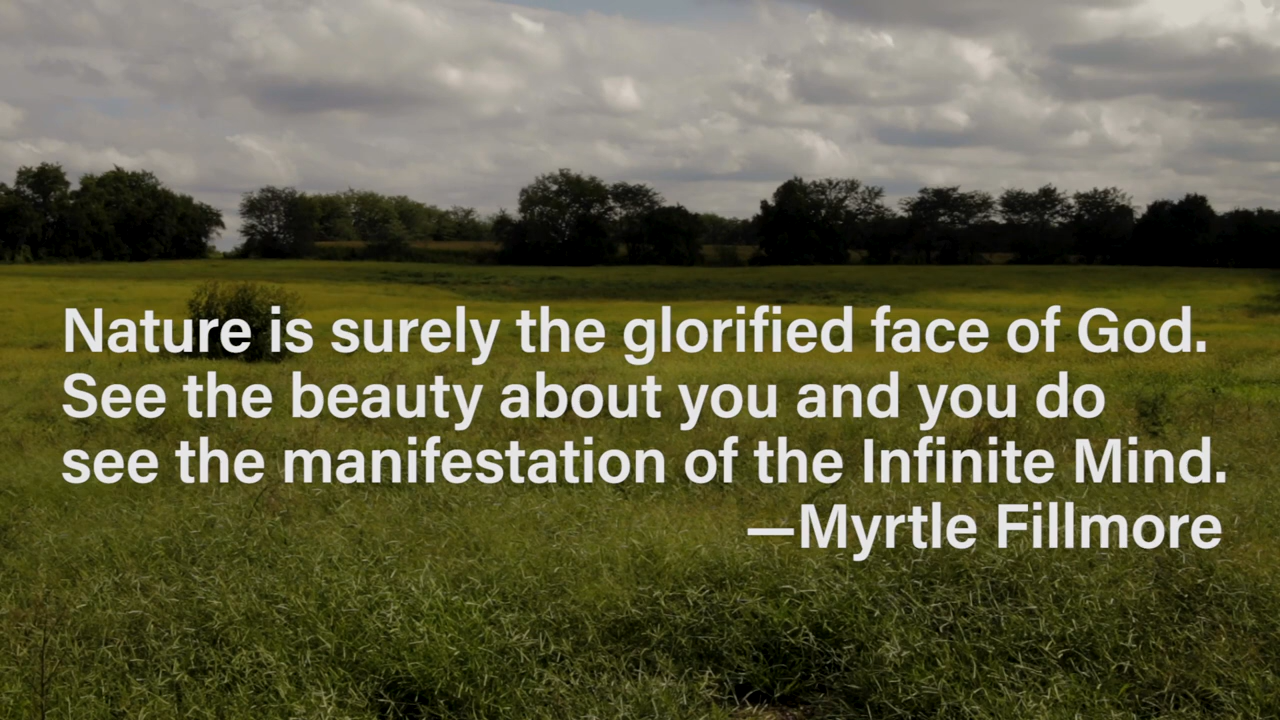 Nature is surely the glorified face of God.
See the beauty about you and you do
see the manifestation of the Infinite Mind.
—Myrtle Fillmore